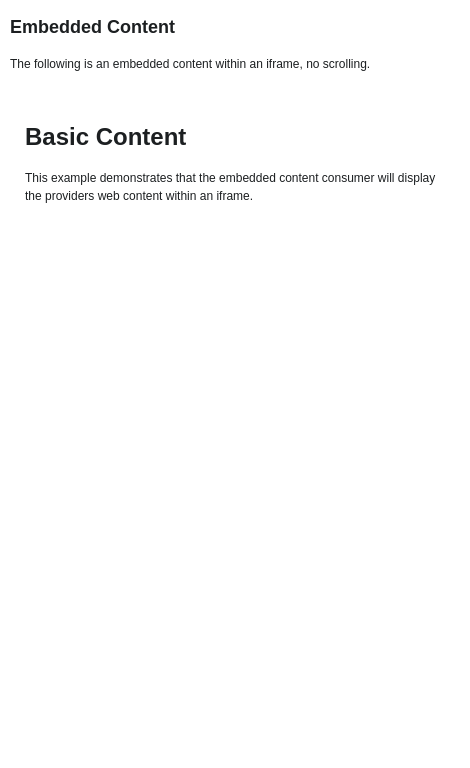 Embedded Content
The following is an embedded content within an iframe, no scrolling.
Basic Content
This example demonstrates that the embedded content consumer will display
the providers web content within an iframe.